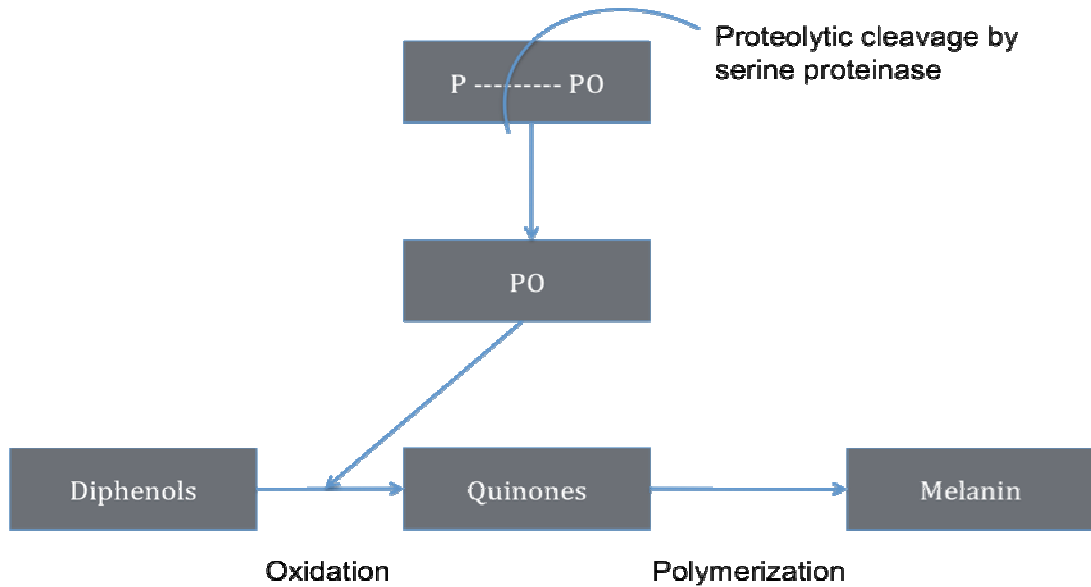 Proteolytic cleavage by
serine proteinase
P --------- PO
PO
Diphenols
Quinones
Melanin
Oxidation
Polymerization